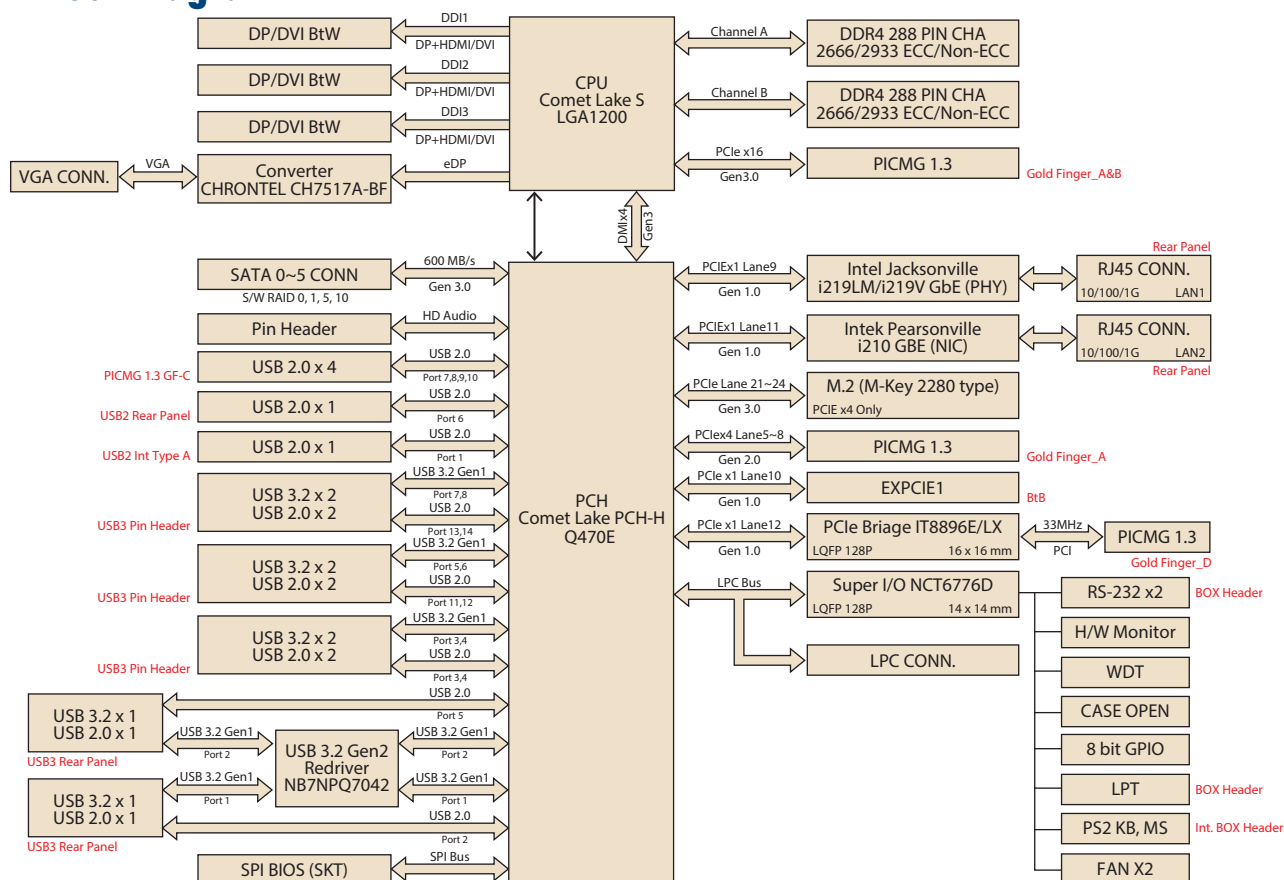 DP/DVI BtW
DDI1
DP+HDMI/DVI
DP/DVI BtW
DDI2
DP+HDMI/DVI
DP/DVI BtW
DDI3
DP+HDMI/DVI
VGA CONN.
VGA
Converter
CHRONTEL CH7517A-BF
eDP
CPU
Comet Lake S
LGA1200
Channel A
DDR4 288 PIN CHA
2666/2933 ECC/Non-ECC
Channel B
DDR4 288 PIN CHA
2666/2933 ECC/Non-ECC
PCIe x16
Gen3.0
PICMG 1.3
Gold Finger_A&B
DMIx4
Gen3
SATA 0~5 CONN
S/W RAID 0, 1, 5, 10
600 MB/s
Gen 3.0
Pin Header
HD Audio
PICMG 1.3 GF-C
USB 2.0 x 4
USB 2.0
Port 7,8,9,10
USB2 Rear Panel
USB 2.0 x 1
USB 2.0
Port 6
USB2 Int Type A
USB 2.0 x 1
USB 2.0
Port 1
USB3 Pin Header
USB 3.2 x 2
USB 2.0 x 2
USB 3.2 Gen1
Port 7,8
USB 2.0
Port 13,14
USB3 Pin Header
USB 3.2 x 2
USB 2.0 x 2
USB 3.2 Gen1
Port 5,6
USB 2.0
Port 11,12
USB3 Pin Header
USB 3.2 x 2
USB 2.0 x 2
USB 3.2 Gen1
Port 3,4
USB 2.0
Port 3,4
USB 3.2 x 1
USB 2.0 x 1
USB3 Rear Panel
USB 2.0
Port 5
USB 3.2 Gen1
Port 2
USB 3.2 Gen2
Redriver
NB7NPQ7042
USB 3.2 Gen1
Port 2
USB 3.2 x 1
USB 2.0 x 1
USB3 Rear Panel
USB 3.2 Gen1
Port 1
USB 3.2 Gen1
Port 1
USB 2.0
Port 2
SPI BIOS (SKT)
SPI Bus
PCH
Comet Lake PCH-H
Q470E
PCIEx1 Lane9
Gen 1.0
Intel Jacksonville
i219LM/i219V GbE (PHY)
Rear Panel
RJ45 CONN.
10/100/1G LAN1
PCIEx1 Lane11
Gen 1.0
Intek Pearsonville
i210 GBE (NIC)
RJ45 CONN.
10/100/1G LAN2
Rear Panel
PCIe Lane 21~24
Gen 3.0
M.2 (M-Key 2280 type)
PCIE x4 Only
PCIex4 Lane5~8
Gen 2.0
PICMG 1.3
Gold Finger_A
PCIe x1 Lane10
Gen 1.0
EXPCIE1
BtB
PCIe x1 Lane12
Gen 1.0
PCIe Briage IT8896E/LX
LQFP 128P 16 x 16 mm
33MHz
PCI
PICMG 1.3
Gold Finger_D
LPC Bus
Super I/O NCT6776D
LQFP 128P 14 x 14 mm
LPC CONN.
RS-232 x2
BOX Header
H/W Monitor
WDT
CASE OPEN
8 bit GPIO
LPT
BOX Header
PS2 KB, MS
Int. BOX Header
FAN X2